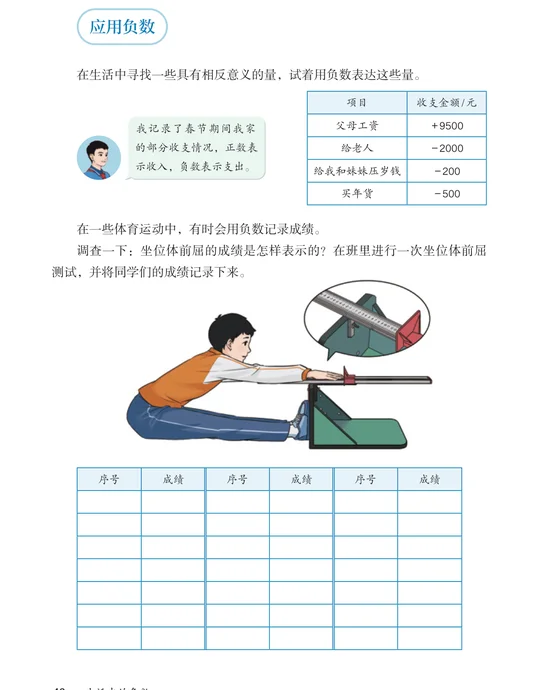 应用负数
在生活中寻找一些具有相反意义的量，试着用负数表达这些量。
我记录了春节期间我家
的部分收支情况，正数表
示收入，负数表示支出。
项目 收支金额/元
父母工资 +9500
给老人 −2000
给我和妹妹压岁钱 −200
买年货 −500
在一些体育运动中，有时会用负数记录成绩。
调查一下：坐位体前屈的成绩是怎样表示的？在班里进行一次坐位体前屈
测试，并将同学们的成绩记录下来。
序号 成绩 序号 成绩 序号 成绩